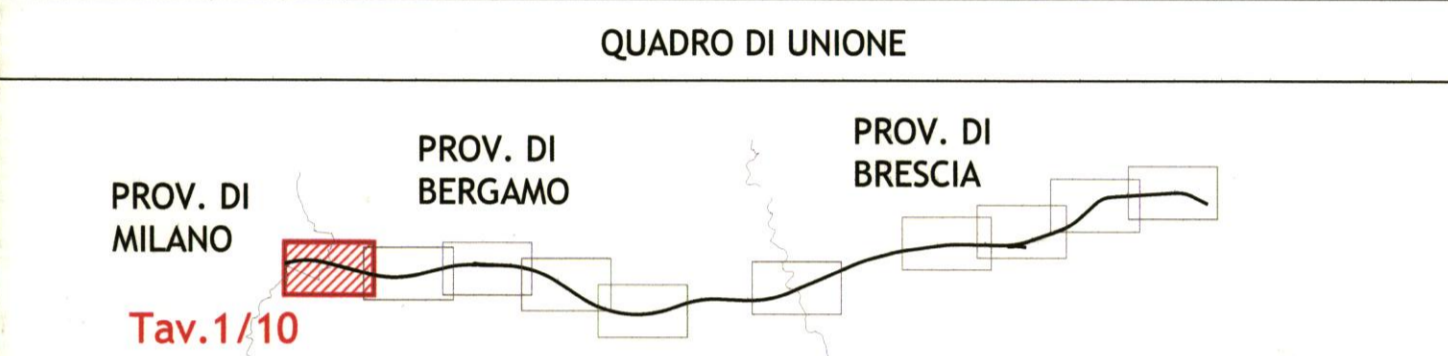 QUADRO DI UNIONE
PROV. DI
MILANO
PROV. DI
BERGAMO
PROV. DI
BRESCIA
Tav.1/10